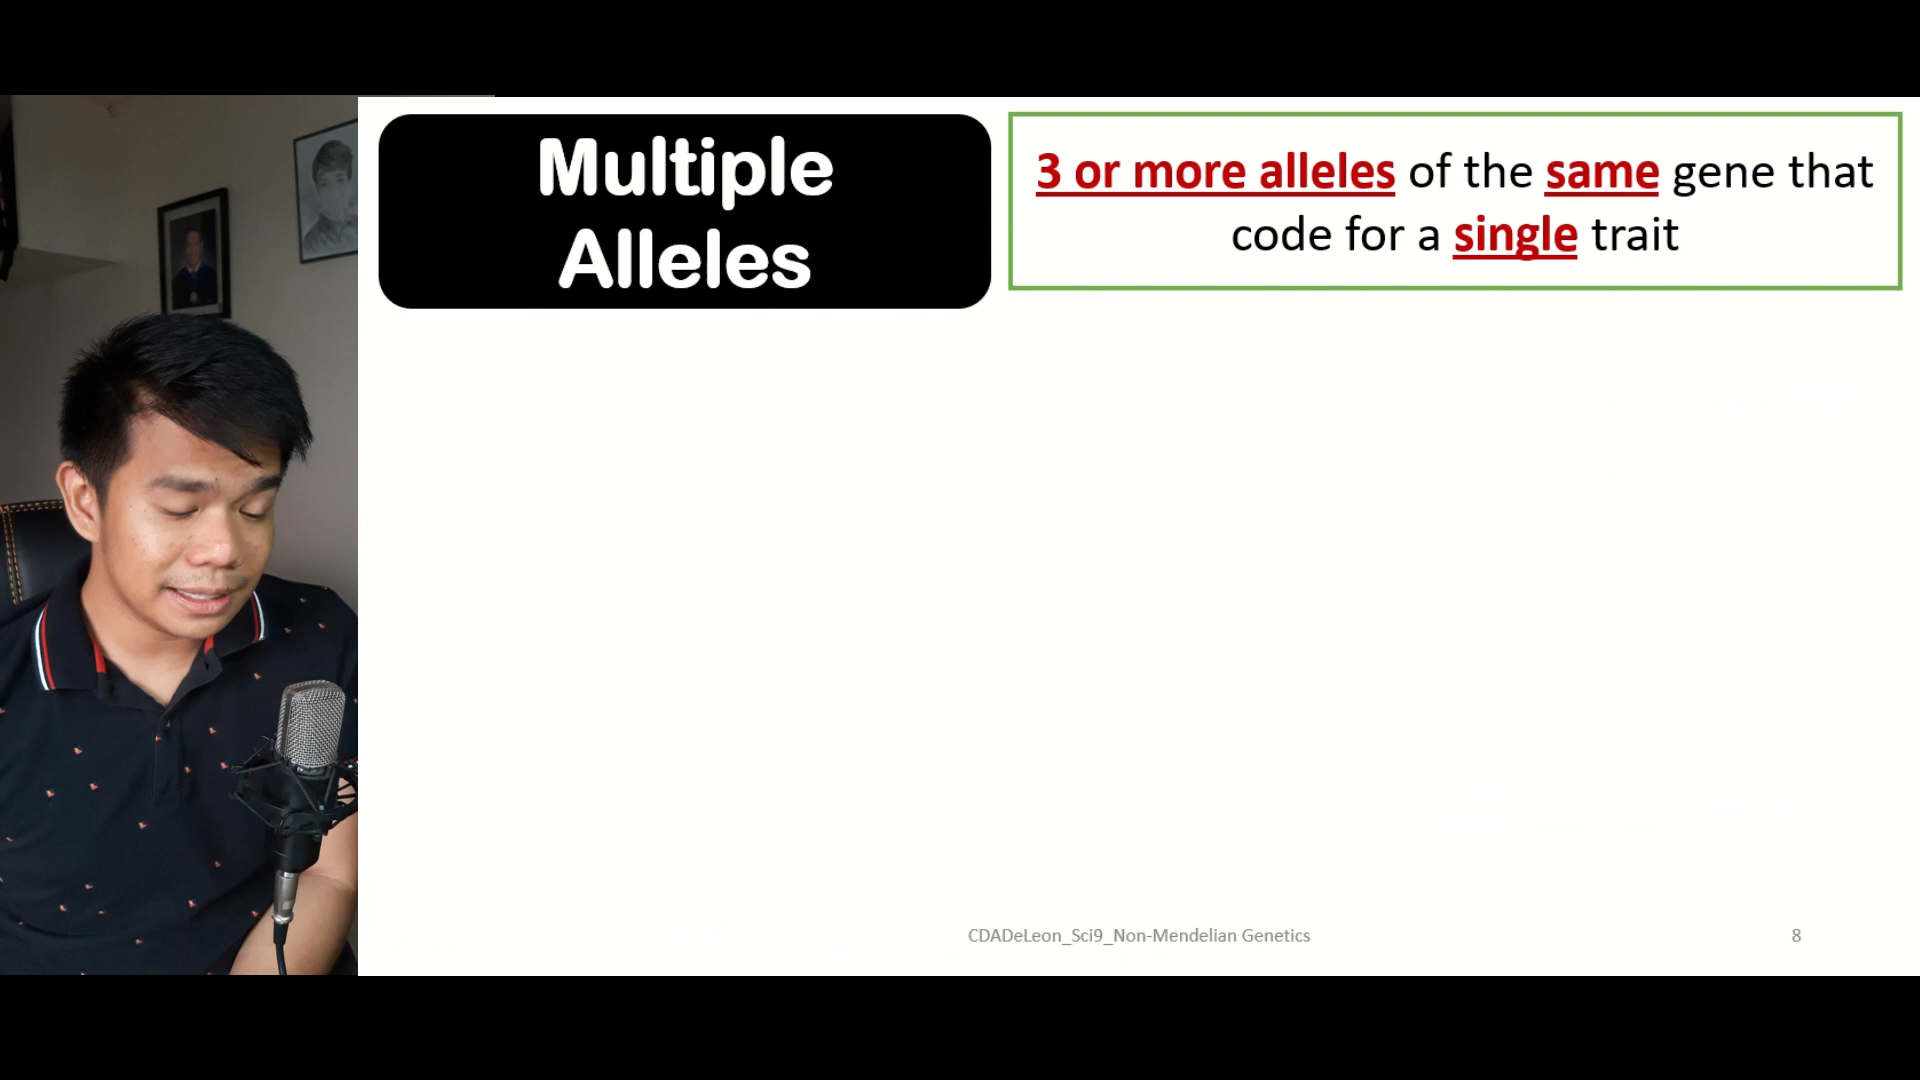 Multiple
Alleles
3 or more alleles of the same gene that
code for a single trait
CDADeLeon_Sci9_Non-Mendelian Genetics
8